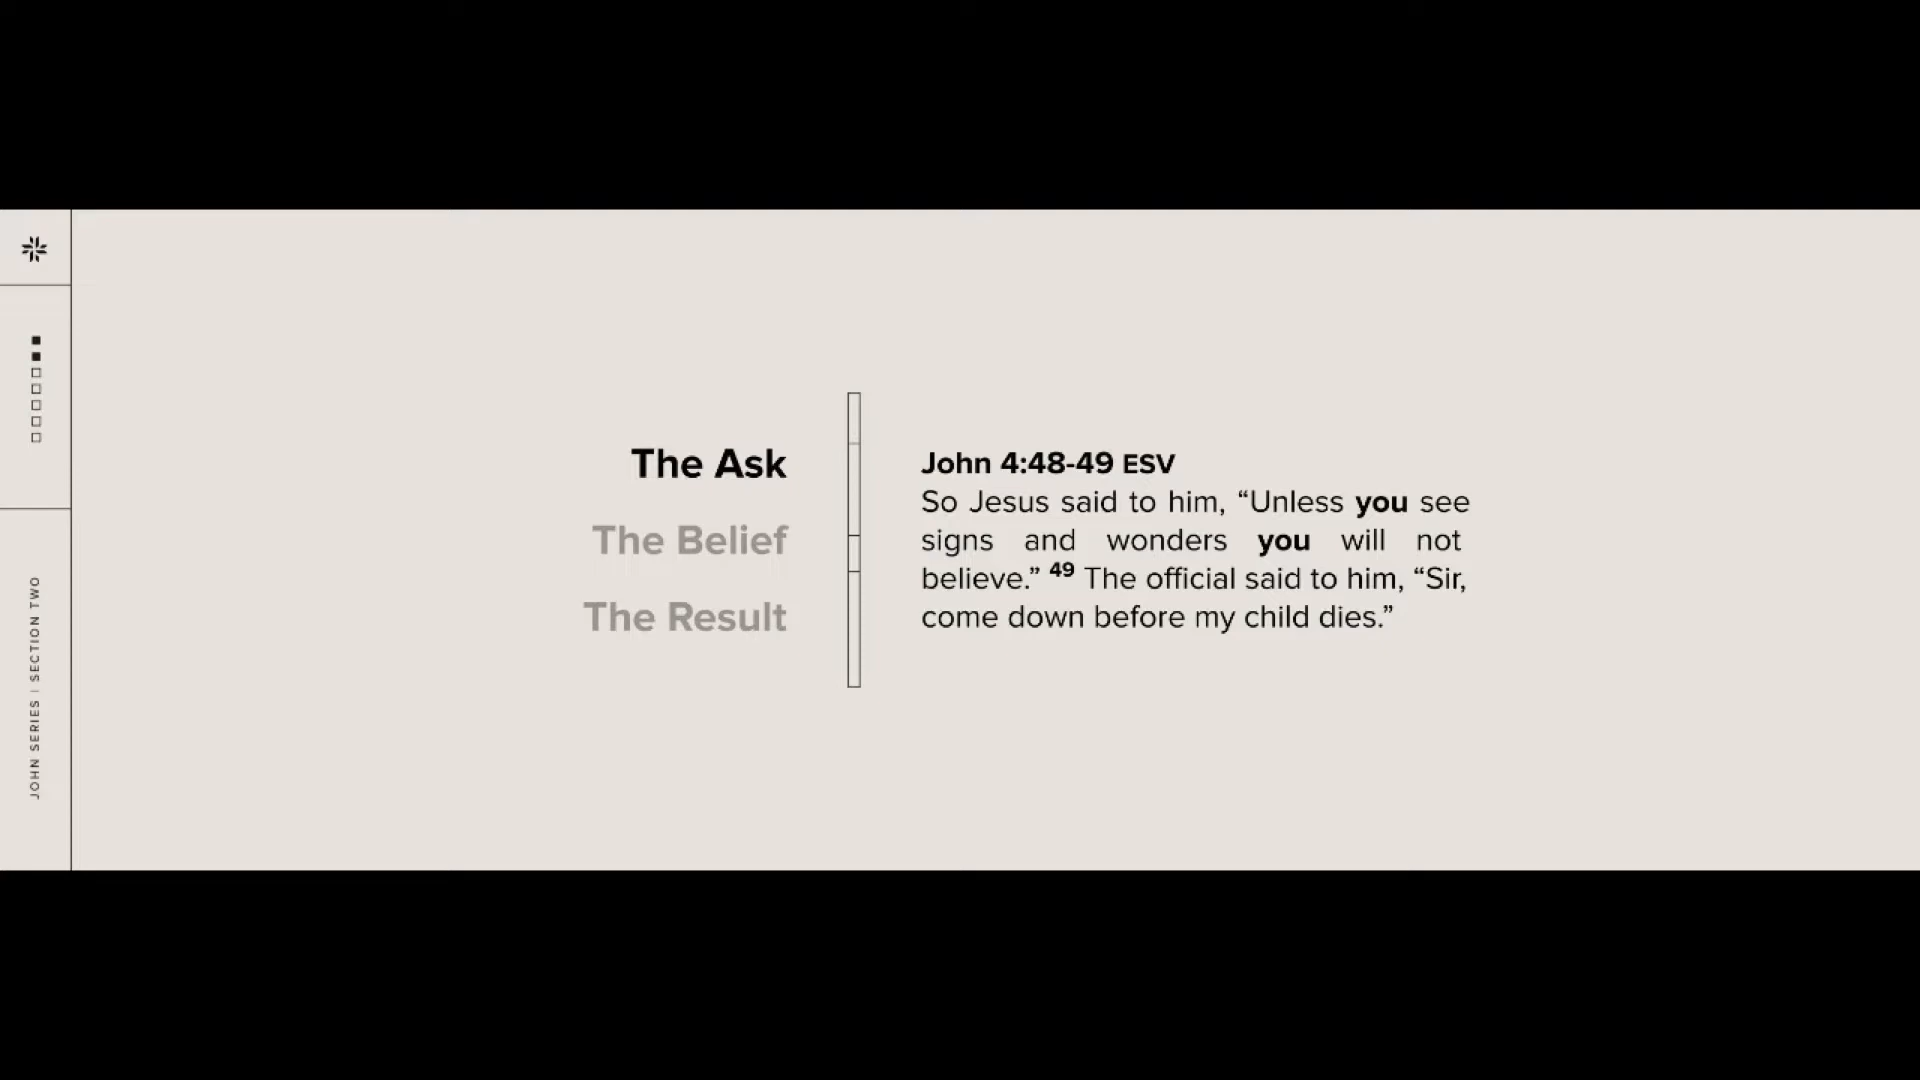 The Ask
The Belief
The Result
John 4:48-49 ESV
So Jesus said to him, “Unless you see
signs and wonders you will not
believe.” 49 The official said to him, “Sir,
come down before my child dies.”
JOHN SERIES | SECTION TWO